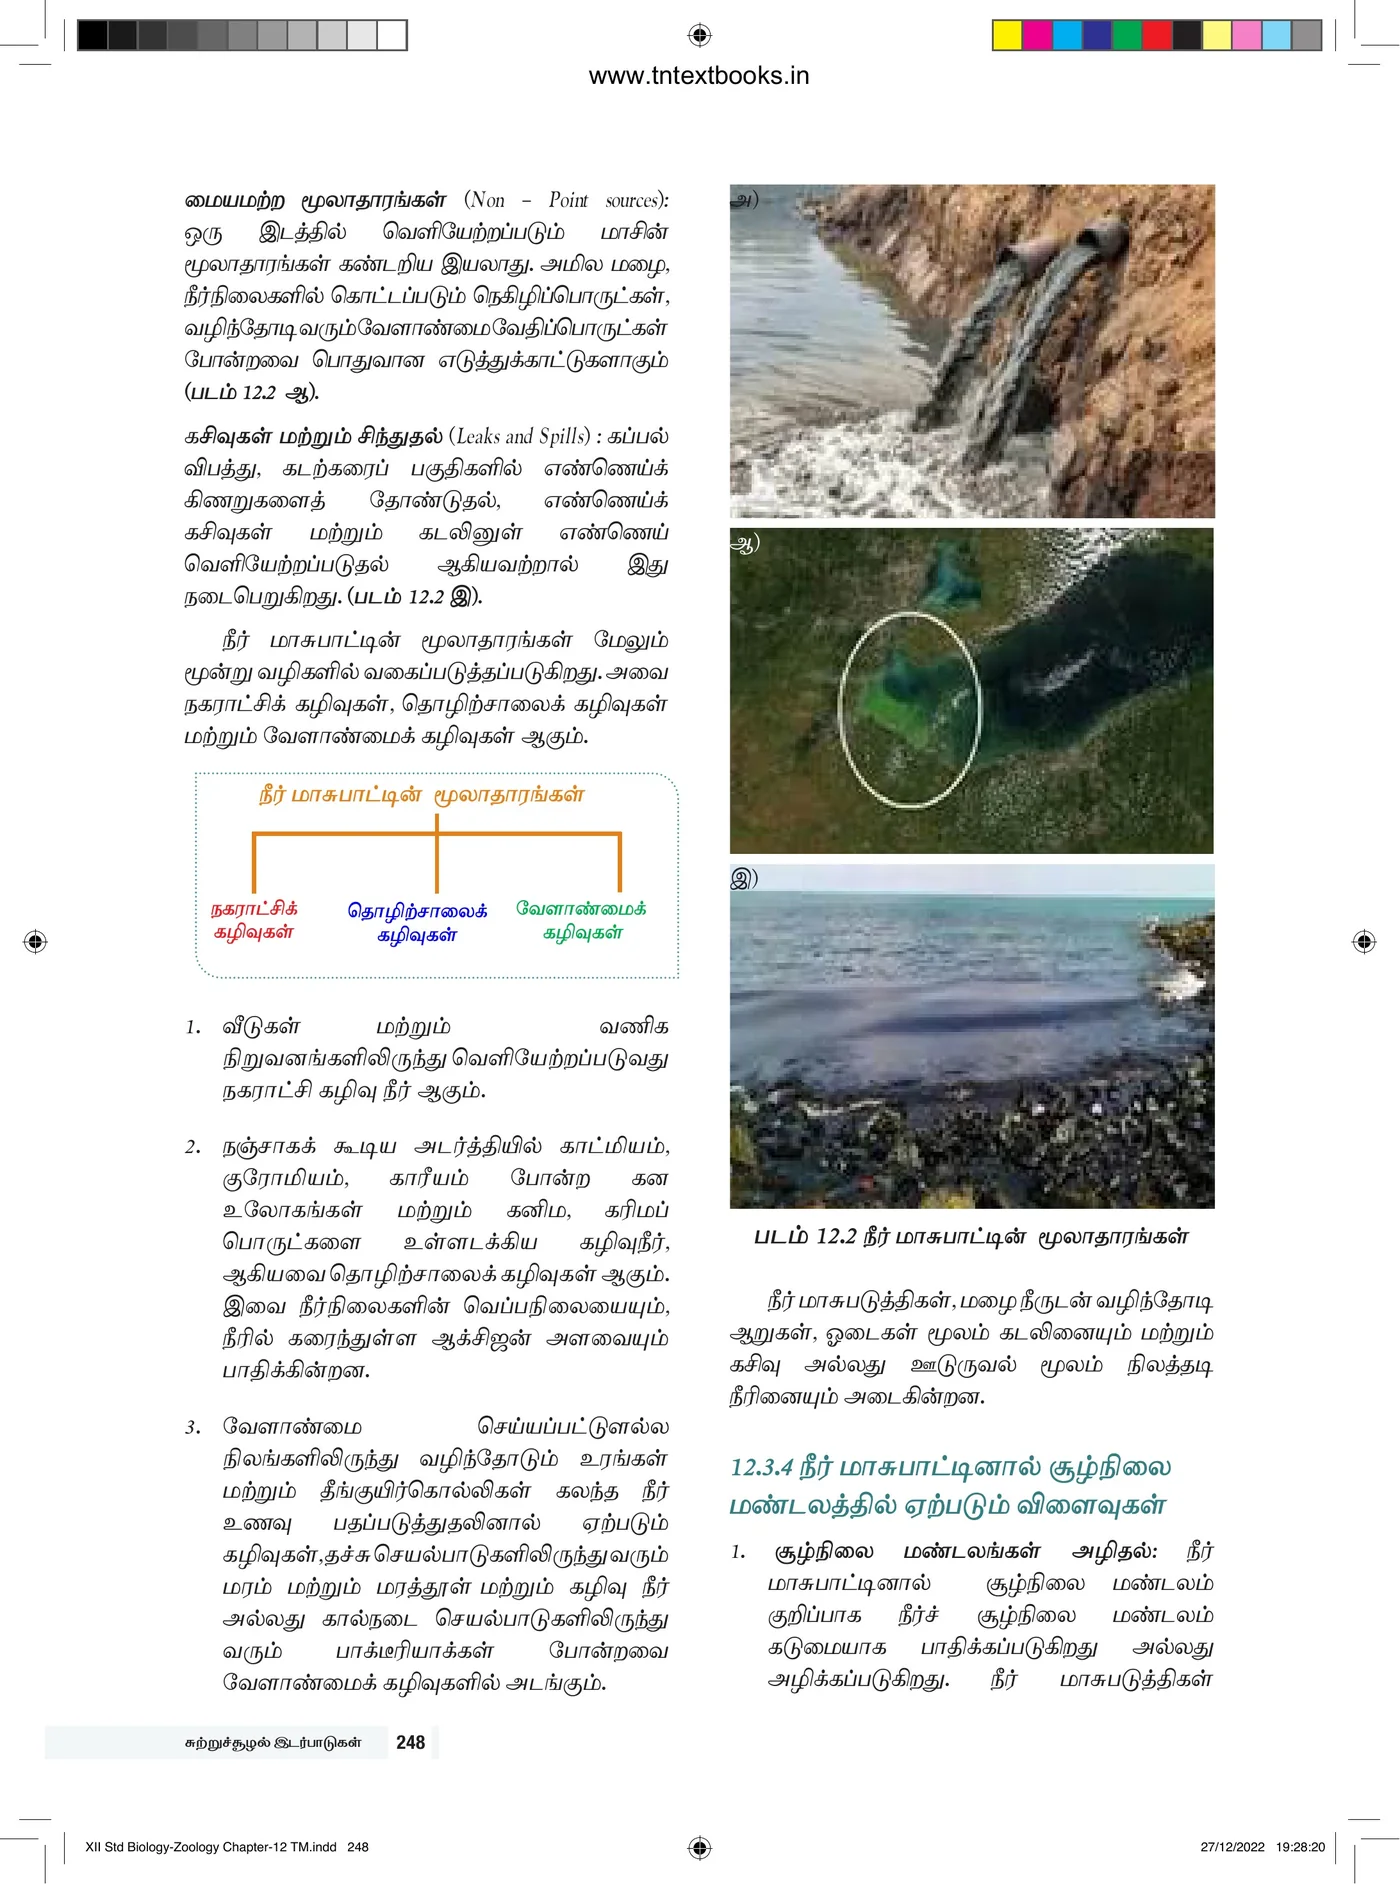 www.tntextbooks.in
மையமற்ற மூலாதாரங்கள் (Non – Point sources):
ஒரு இடத்தில் வெளியேற்றப்படும் மாசின்
மூலாதாரங்கள் கண்டறிய இயலாது. அமில மழை,
நீர்நிலைகளில் கொட்டப்படும் நெகிழிப்பொருட்கள்,
வழிந்தோடி வரும் வேளாண்மை வேதிப்பொருட்கள்
போன்றவை பொதுவான எடுத்துக்காட்டுகளாகும்
(படம் 12.2 ஆ).
கசிவுகள் மற்றும் சிந்துதல் (Leaks and Spills) : கப்பல்
விபத்து, கடற்கரைப் பகுதிகளில் எண்ணெய்க்
கிணறுகளைத் தோண்டுதல், எண்ணெய்க்
கசிவுகள் மற்றும் கடலினுள் எண்ணெய்
வெளியேற்றப்படுதல் ஆகியவற்றால் இது
நடைபெறுகிறது. (படம் 12.2 இ).
நீர் மாசுபாட்டின் மூலாதாரங்கள் மேலும்
மூன்று வழிகளில் வகைப்படுத்தப்படுகிறது. அவை
நகராட்சிக் கழிவுகள், தொழிற்சாலைக் கழிவுகள்
மற்றும் வேளாண்மைக் கழிவுகள் ஆகும்.
நீர் மாசுபாட்டின் மூலாதாரங்கள்
நகராட்சிக்
கழிவுகள்
தொழிற்சாலைக்
கழிவுகள்
வேளாண்மைக்
கழிவுகள்
1. வீடுகள் மற்றும் வணிக
நிறுவனங்களிலிருந்து வெளியேற்றப்படுவது
நகராட்சி கழிவு நீர் ஆகும்.
2. நஞ்சாகக் கூடிய அடர்த்தியில் காட்மியம்,
குரோமியம், காரீயம் போன்ற கன
உலோகங்கள் மற்றும் கனிம, கரிமப்
பொருட்களை உள்ளடக்கிய கழிவுநீர்,
ஆகியவை தொழிற்சாலைக் கழிவுகள் ஆகும்.
இவை நீர்நிலைகளின் வெப்பநிலையையும்,
நீரில் கரைந்துள்ள ஆக்சிஜன் அளவையும்
பாதிக்கின்றன.
3. வேளாண்மை செய்யப்பட்டுளல்ல
நிலங்களிலிருந்து வழிந்தோடும் உரங்கள்
மற்றும் தீங்குயிர்கொல்லிகள் கலந்த நீர்
உணவு பதப்படுத்துதலினால் ஏற்படும்
கழிவுகள்,தச்சு செயல்பாடுகளிலிருந்து வரும்
மரம் மற்றும் மரத்தூள் மற்றும் கழிவு நீர்
அல்லது கால்நடை செயல்பாடுகளிலிருந்து
வரும் பாக்டீரியாக்கள் போன்றவை
வேளாண்மைக் கழிவுகளில் அடங்கும்.
அ)
ஆ)
இ)
படம் 12.2 நீர் மாசுபாட்டின் மூலாதாரங்கள்
நீர் மாசுபடுத்திகள், மழை நீருடன் வழிந்தோடி
ஆறுகள், ஓடைகள் மூலம் கடலினையும் மற்றும்
கசிவு அல்லது ஊடுருவல் மூலம் நிலத்தடி
நீரினையும் அடைகின்றன.
12.3.4 நீர் மாசுபாட்டினால் சூழ்நிலை
மண்டலத்தில் ஏற்படும் விளைவுகள்
1. சூழ்நிலை மண்டலங்கள் அழிதல்: நீர்
மாசுபாட்டினால் சூழ்நிலை மண்டலம்
குறிப்பாக நீர்ச் சூழ்நிலை மண்டலம்
கடுமையாக பாதிக்கப்படுகிறது அல்லது
அழிக்கப்படுகிறது. நீர் மாசுபடுத்திகள்
சுற்றுச்சூழல் இடர்பாடுகள் 248
XII Std Biology-Zoology Chapter-12 TM.indd 248
27/12/2022 19:28:20